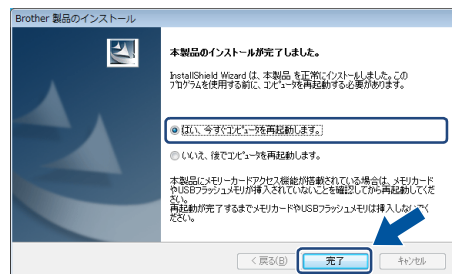 Brother 製品のインストール
本製品のインストールが完了しました。
InstallShield Wizard は、本製品 を正常にインストールしました。この
プログラムを使用する前に、コンピュータを再起動する必要があります。
はい、今すぐコンピュータを再起動します。
いいえ、後でコンピュータを再起動します。
本製品にメモリーカードアクセス機能が搭載されている場合は、メモリカード
やUSBフラッシュメモリが挿入されていないことを確認してから再起動してくだ
さい。
再起動が完了するまでメモリカードやUSBフラッシュメモリは挿入しないで
ください。
< 戻る(B)
完了
キャンセル